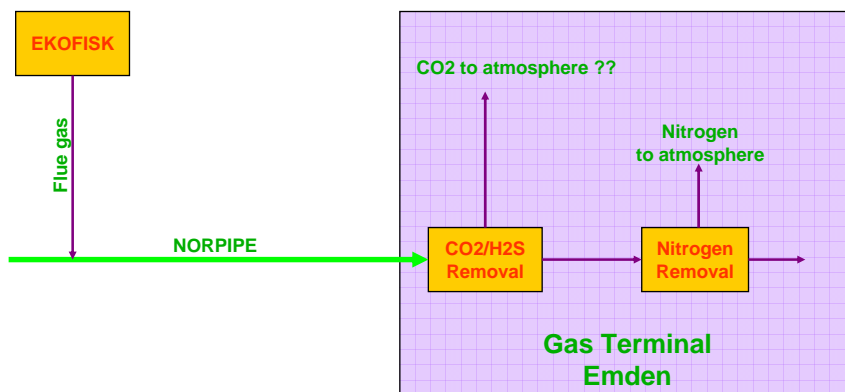 EKOFISK
CO2 to atmosphere ??
Flue gas
Nitrogen
to atmosphere
NORPIPE
CO2/H2S
Removal
Nitrogen
Removal
Gas Terminal
Emden